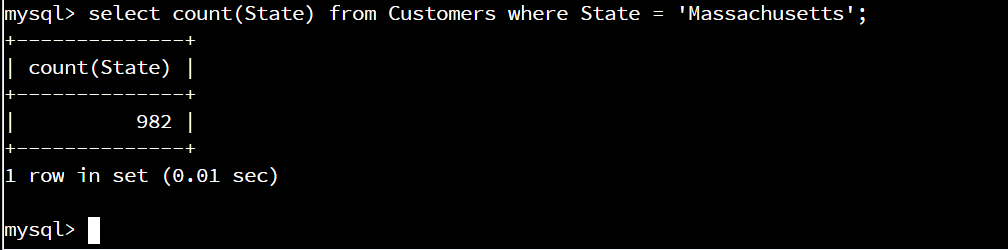 mysql> select count(State) from Customers where State = 'Massachusetts';
+--------------+
| count(State) |
+--------------+
|          982 |
+--------------+
1 row in set (0.01 sec)
mysql>